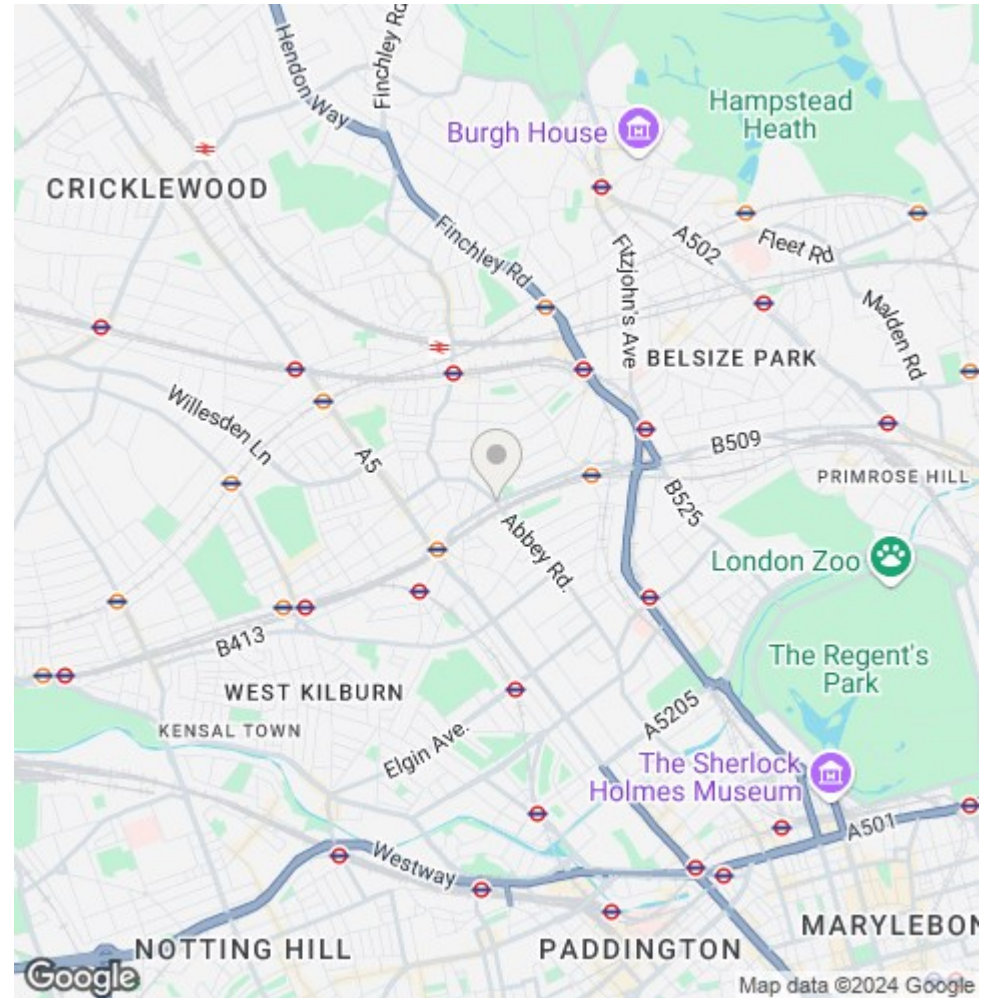 Hendon Way
Finchley Rd
Burgh House
Hampstead
Heath
CRICKLEWOOD
Finchley Rd
Fitzjohn's Ave
A502
Fleet Rd
Malden Rd
BELSIZE PARK
Willesden Ln
A5
B509
PRIMROSE HILL
B525
Abbey Rd.
London Zoo
B413
The Regent's
Park
WEST KILBURN
KENSAL TOWN
A5205
Elgin Ave.
The Sherlock
Holmes Museum
A501
Westway
MARYLEBON
NOTTING HILL
PADDINGTON
Google
Map data ©2024 Google